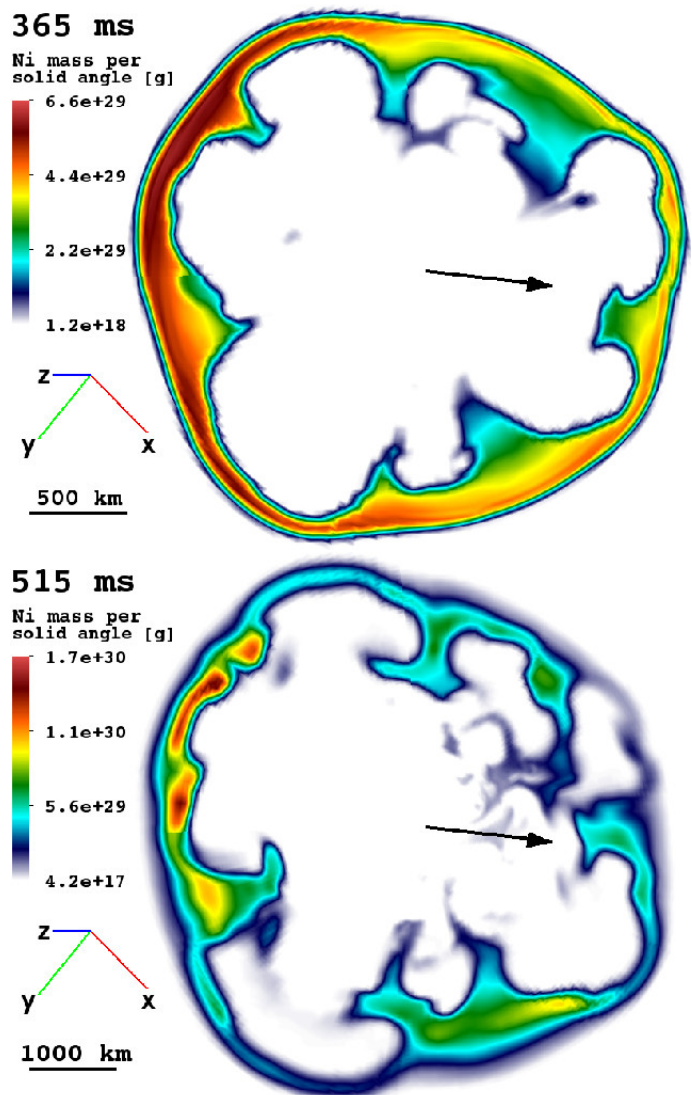 365 ms
Ni mass per
solid angle [g]
6.6e+29
4.4e+29
2.2e+29
1.2e+18
z
y
x
500 km
515 ms
Ni mass per
solid angle [g]
1.7e+30
1.1e+30
5.6e+29
4.2e+17
z
y
x
1000 km